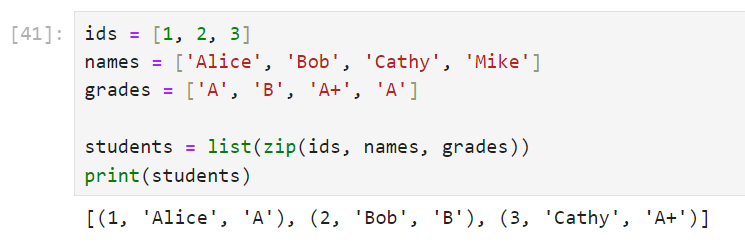 [41]: ids = [1, 2, 3]
names = ['Alice', 'Bob', 'Cathy', 'Mike']
grades = ['A', 'B', 'A+', 'A']
students = list(zip(ids, names, grades))
print(students)
[(1, 'Alice', 'A'), (2, 'Bob', 'B'), (3, 'Cathy', 'A+')]